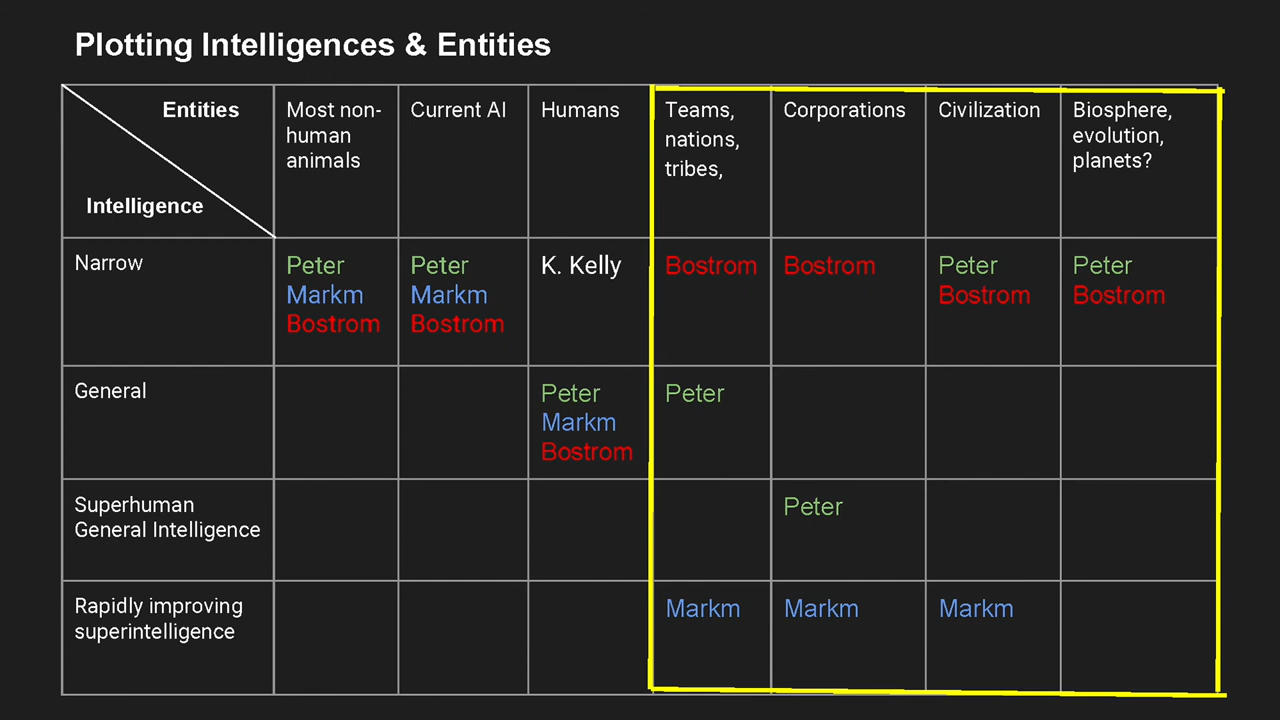 Plotting Intelligences & Entities
Entities
Intelligence
Most non-
human
animals
Current AI
Humans
Teams,
nations,
tribes,
Corporations
Civilization
Biosphere,
evolution,
planets?
Narrow
Peter
Markm
Bostrom
Peter
Markm
Bostrom
K. Kelly
Bostrom
Bostrom
Peter
Bostrom
Peter
Bostrom
General
Peter
Markm
Bostrom
Peter
Superhuman
General Intelligence
Peter
Rapidly improving
superintelligence
Markm
Markm
Markm